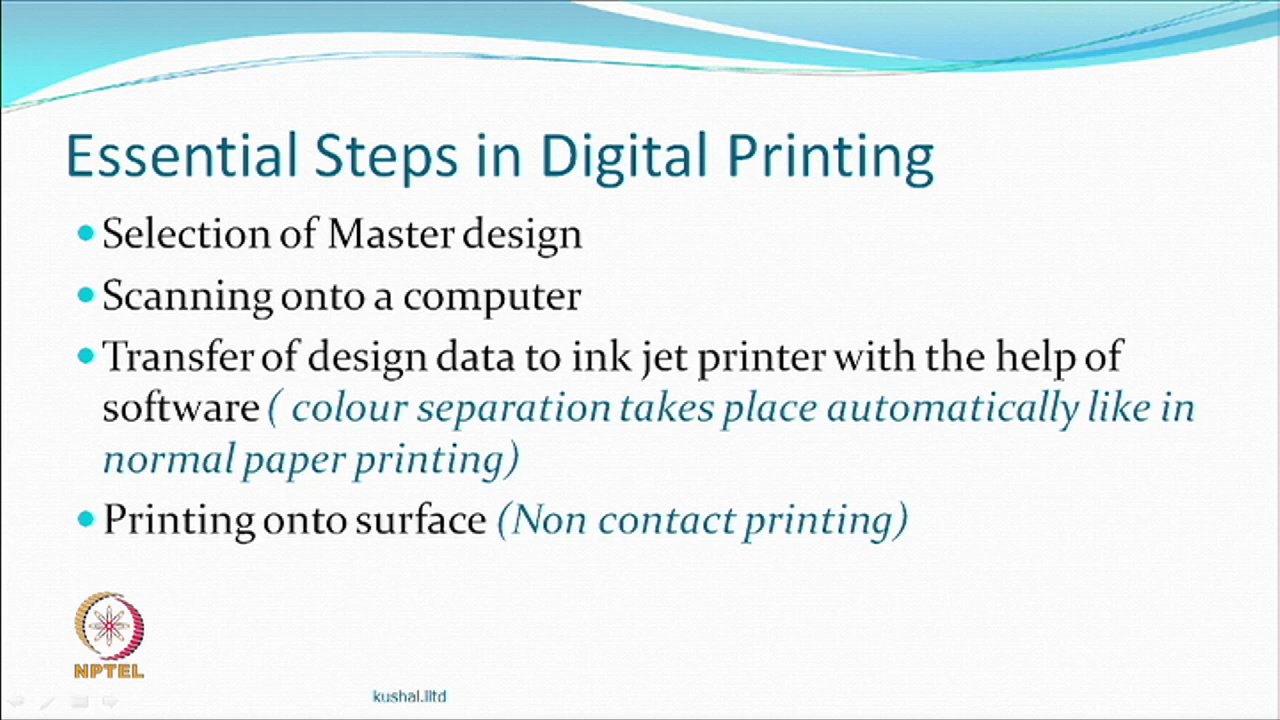 Essential Steps in Digital Printing
Selection of Master design
Scanning onto a computer
Transfer of design data to ink jet printer with the help of
software ( colour separation takes place automatically like in
normal paper printing)
Printing onto surface (Non contact printing)
NPTEL
kushal.iitd